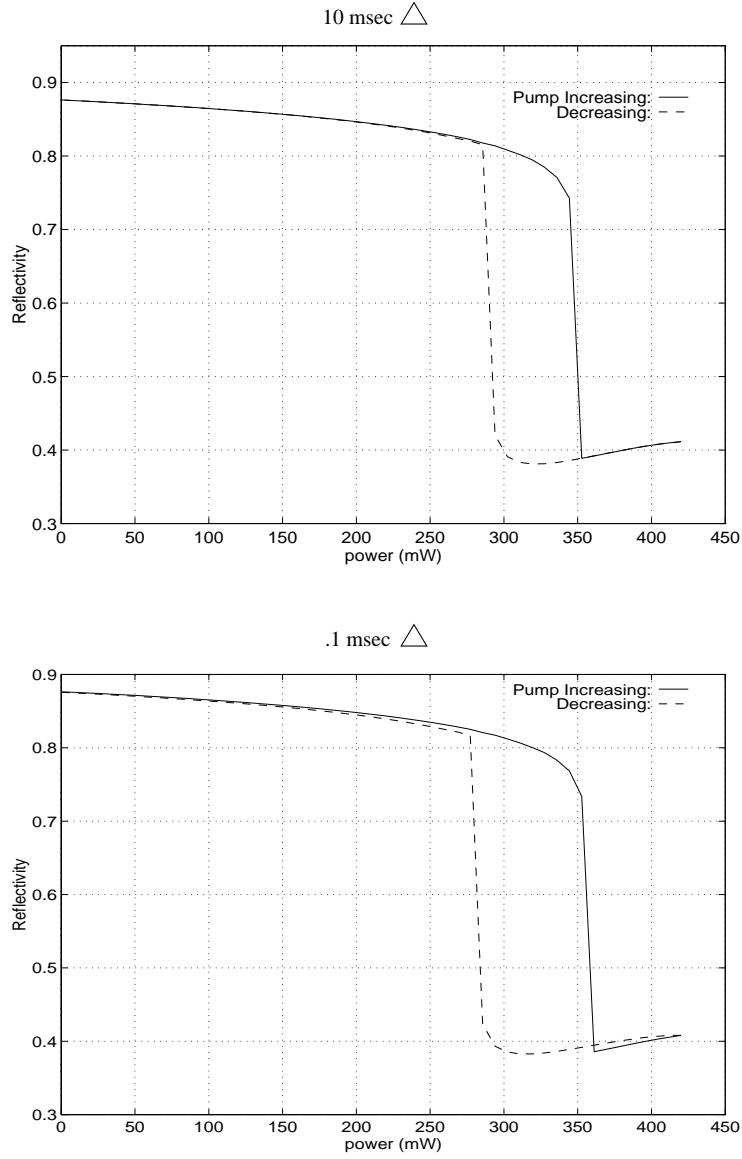 10 msec △
0.9
0.8
0.7
0.6
0.5
0.4
0.3
Reflectivity
Pump Increasing:
Decreasing:
0 50 100 150 200 250 300 350 400 450
power (mW)
.1 msec △
0.9
0.8
0.7
0.6
0.5
0.4
0.3
Reflectivity
Pump Increasing:
Decreasing:
0 50 100 150 200 250 300 350 400 450
power (mW)